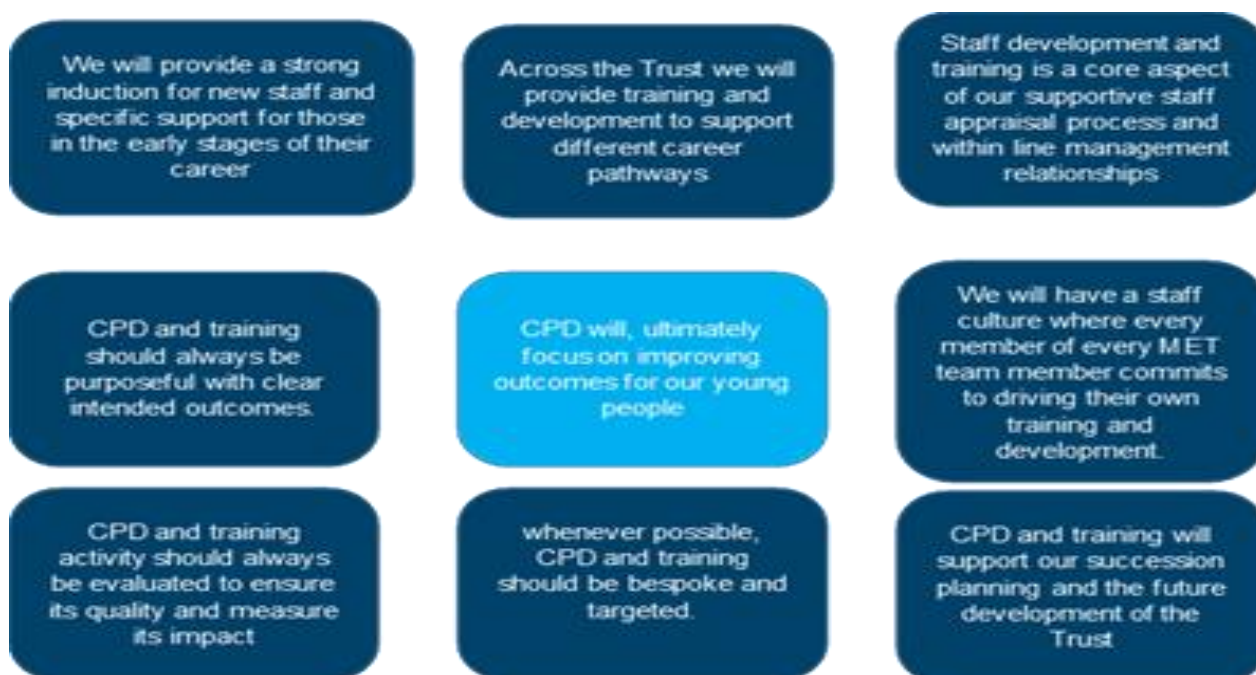 We will provide a strong
induction for new staff and
specific support for those
in the early stages of their
career
Across the Trust we will
provide training and
development to support
different career
pathways
Staff development and
training is a core aspect
of our supportive staff
appraisal process and
within line management
relationships
CPD and training
should always be
purposeful with clear
intended outcomes.
CPD will, ultimately
focus on improving
outcomes for our young
people
We will have a staff
culture where every
member of every MET
team member commits
to driving their own
training and
development.
CPD and training
activity should always
be evaluated to ensure
its quality and measure
its impact
whenever possible,
CPD and training
should be bespoke and
targeted.
CPD and training will
support our succession
planning and the future
development of the
Trust